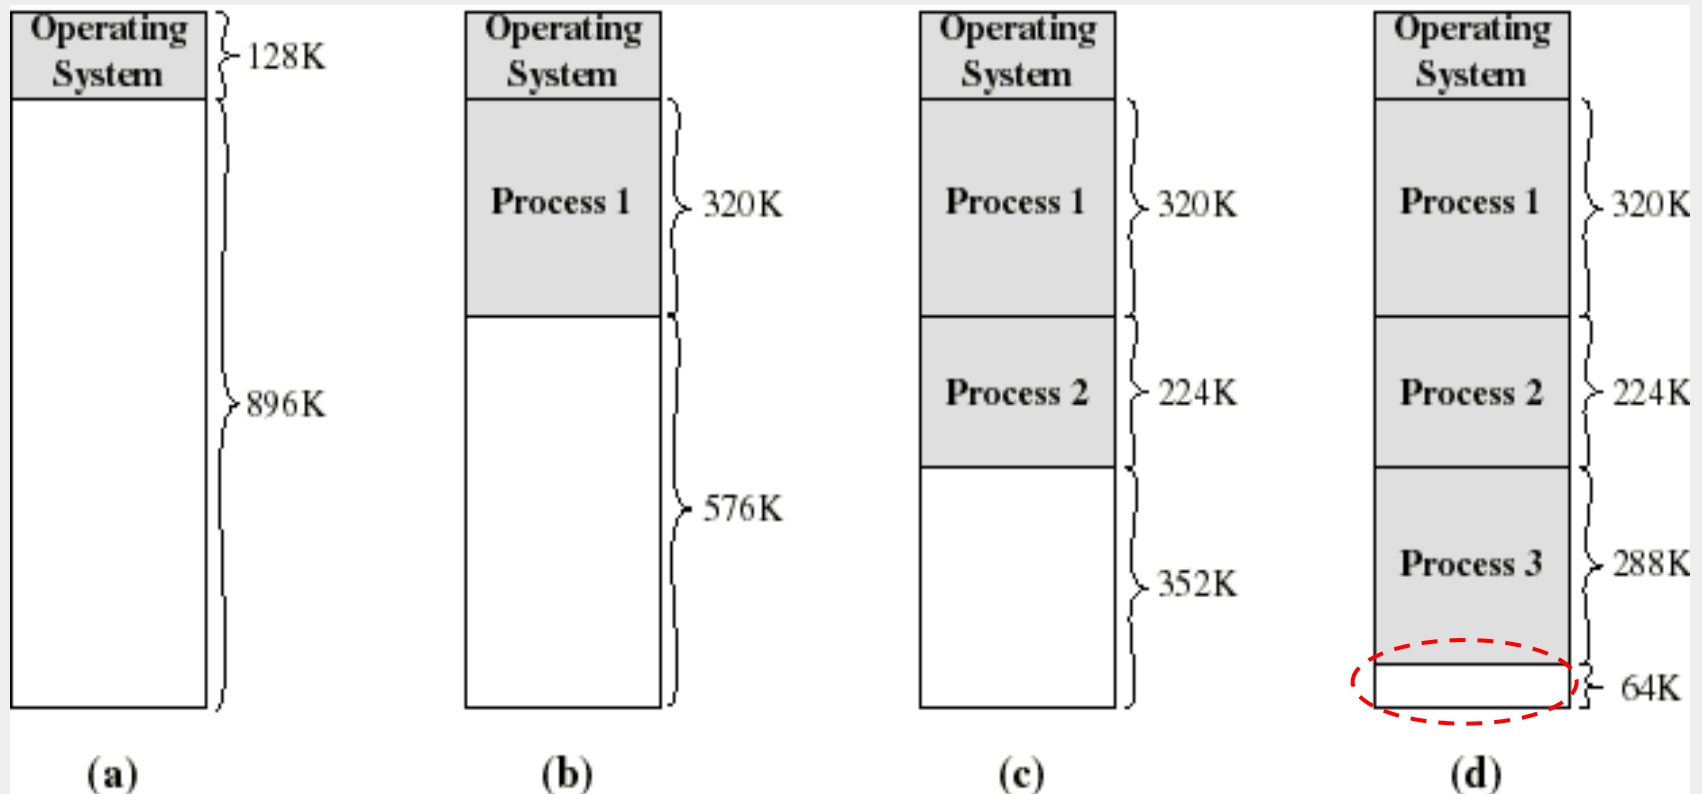 Operating
System
128K
896K
(a)
Operating
System
Process 1
320K
576K
(b)
Operating
System
Process 1
320K
Process 2
224K
352K
(c)
Operating
System
Process 1
320K
Process 2
224K
Process 3
288K
64K
(d)